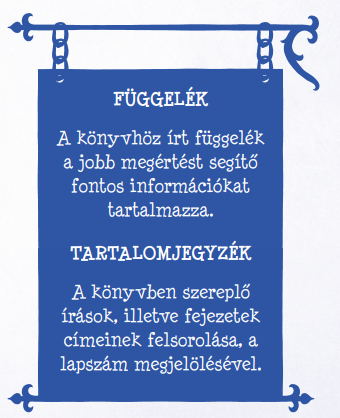 FÜGGELÉK
A könyvhöz írt függelék
a jobb megértést segítő
fontos információkat
tartalmazza.
TARTALOMJEGYZÉK
A könyvben szereplő
írások, illetve fejezetek
címeinek felsorolása, a
lapszám megjelölésével.